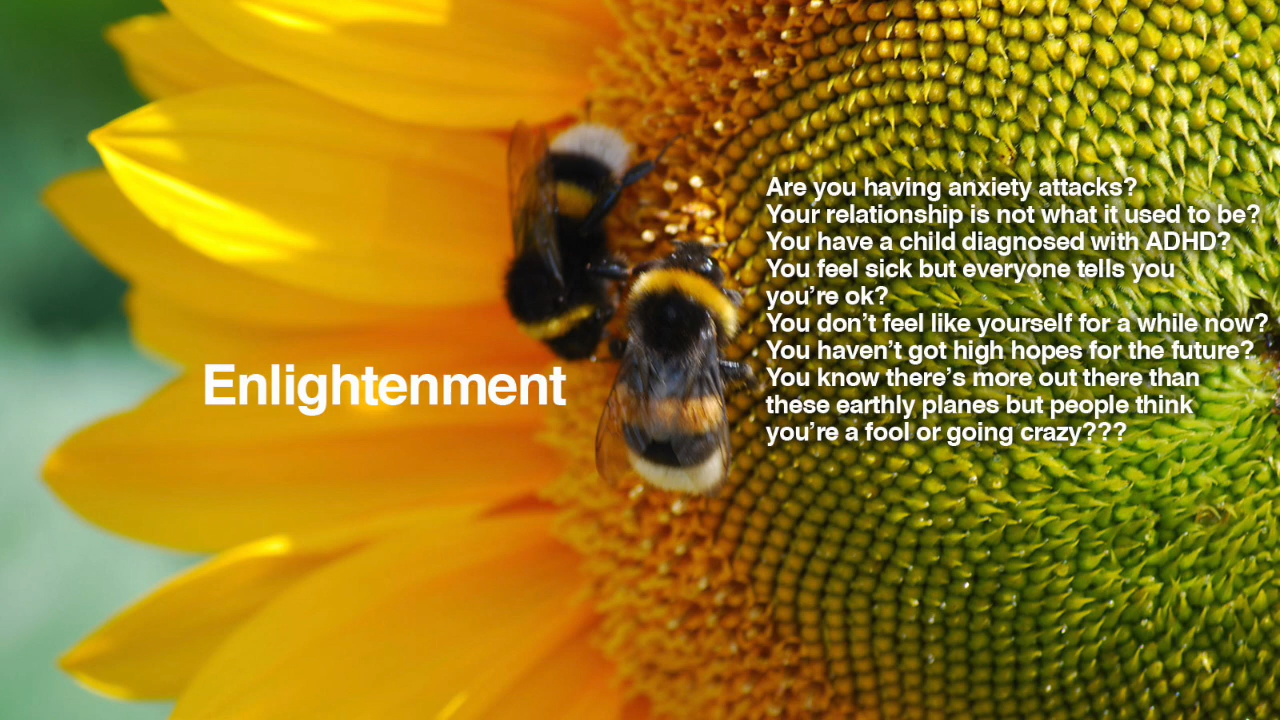 Enlightenment
Are you having anxiety attacks?
Your relationship is not what it used to be?
You have a child diagnosed with ADHD?
You feel sick but everyone tells you
you’re ok?
You don’t feel like yourself for a while now?
You haven’t got high hopes for the future?
You know there’s more out there than
these earthly planes but people think
you’re a fool or going crazy???